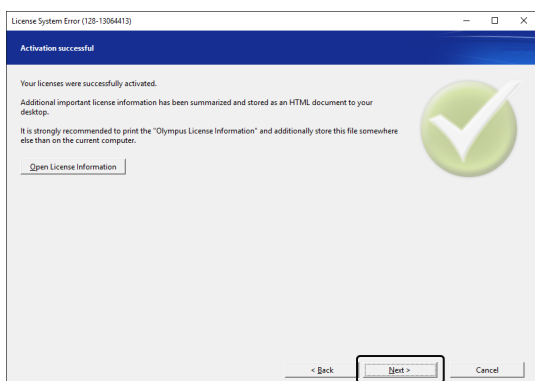 License System Error (128-13064413)
Activation successful
Your licenses were successfully activated.
Additional important license information has been summarized and stored as an HTML document to your
desktop.
It is strongly recommended to print the "Olympus License Information" and additionally store this file somewhere
else than on the current computer.
Open License Information
< Back
Next >
Cancel